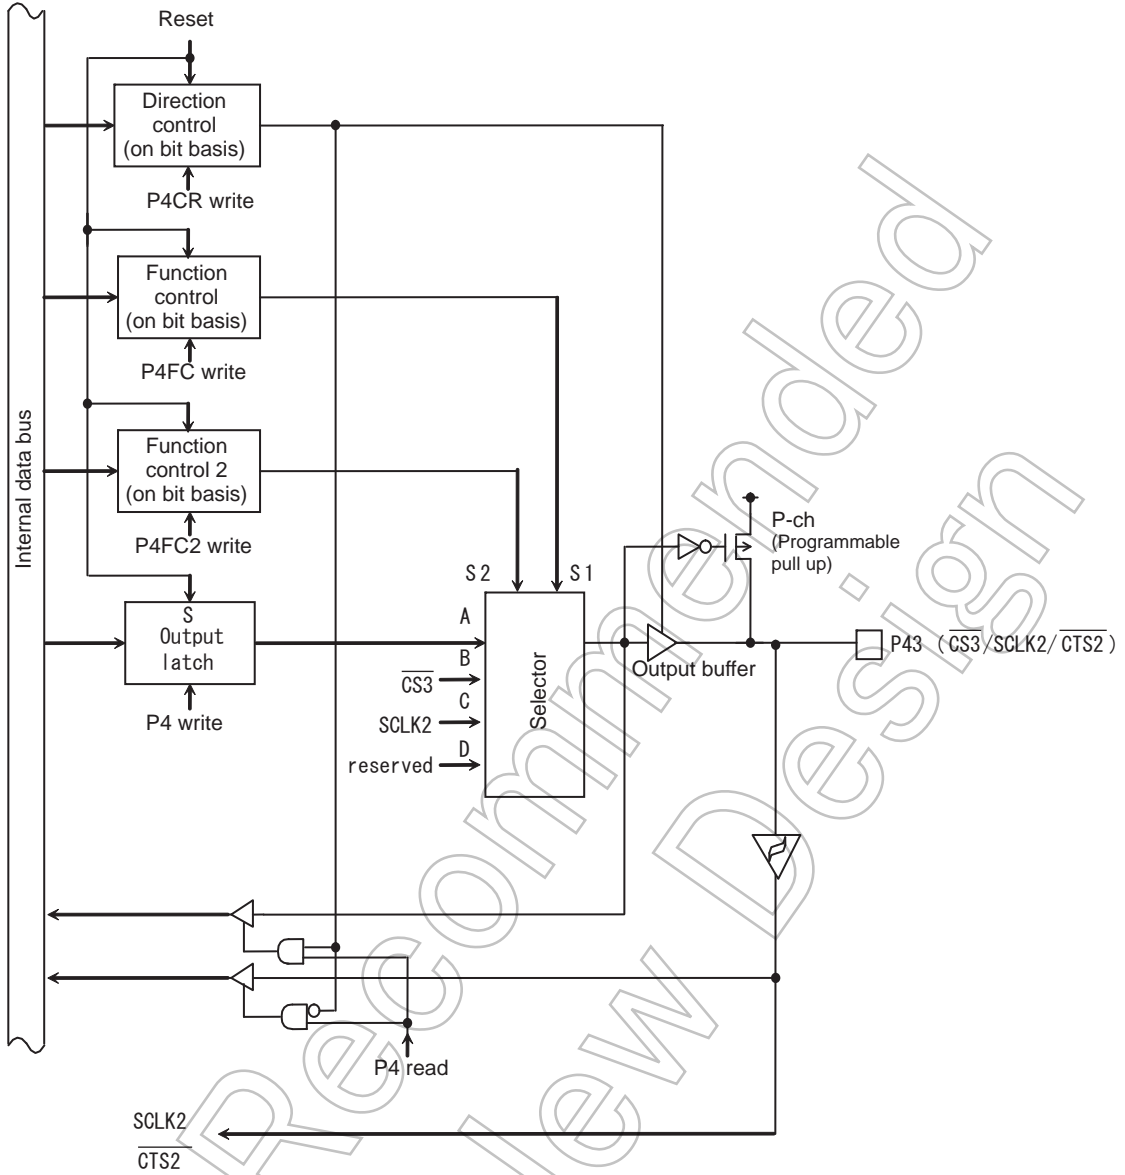 Reset
Direction
control
(on bit basis)
P4CR write
Function
control
(on bit basis)
P4FC write
Internal data bus
Function
control 2
(on bit basis)
P4FC2 write
P-ch
(Programmable
pull up)
S2
S1
S
Output
latch
P4 write
A
B
CS3
C
SCLK2
D
reserved
Selector
Output buffer
P43 (CS3/SCLK2/CTS2)
P4 read
SCLK2
CTS2
Recommended
New Design